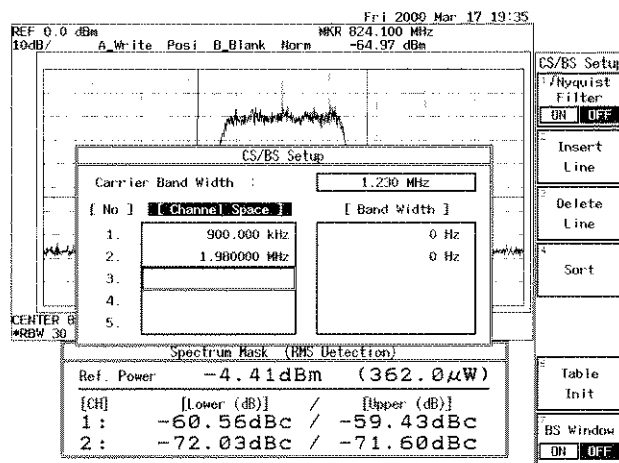 Fri 2000 Mar 17 19:35
REF 0.0 dBm MKR 824.100 MHz
10dB/ A_Write Posi B_Blank Norm -64.97 dBm
CS/BS Setup
√Nyquist
Filter
ON OFF
Insert
Line
Delete
Line
Sort
Table
Init
BS Window
ON OFF
CS/BS Setup
Carrier Band Width : 1.230 MHz
[ No ] [ Channel Space ] [ Band Width ]
1. 900.000 kHz 0 Hz
2. 1.980000 MHz 0 Hz
3.
4.
5.
CENTER 8
*RBW 30
Spectrum Mask (RMS Detection)
Ref. Power -4.41dBm (362.0μW)
[CH] [Lower (dB)] / [Upper (dB)]
1: -60.56dBc / -59.43dBc
2: -72.03dBc / -71.60dBc